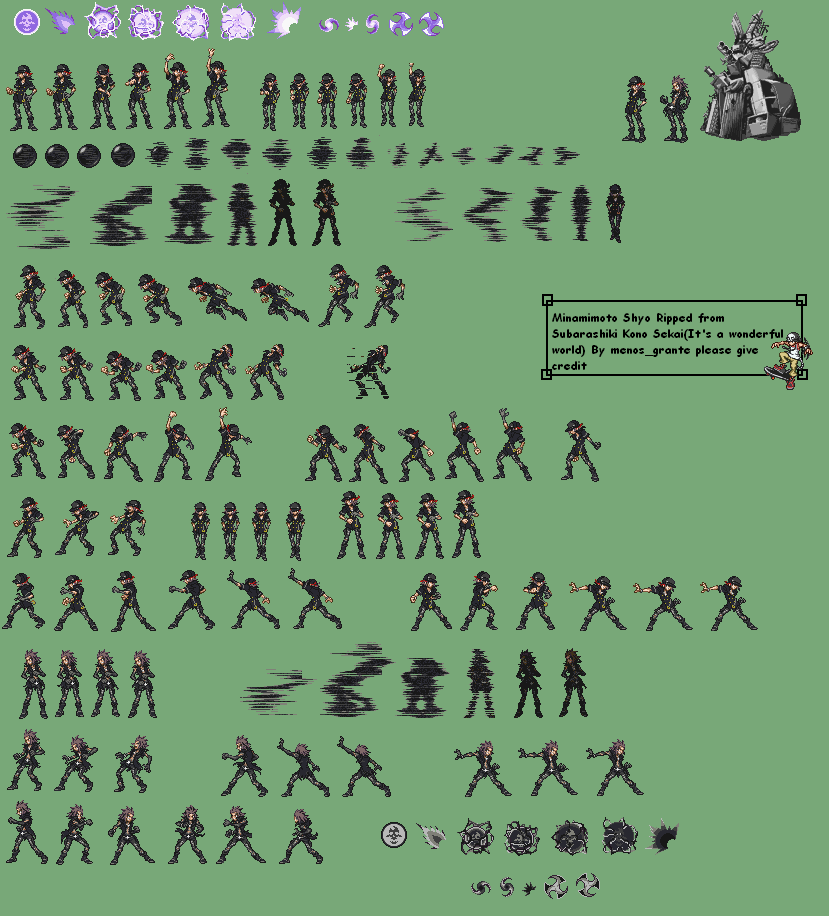 Minamimoto Shyo Ripped from
Subarashiki Kono Sekai(It's a wonderful
world) By menos_grante please give
credit